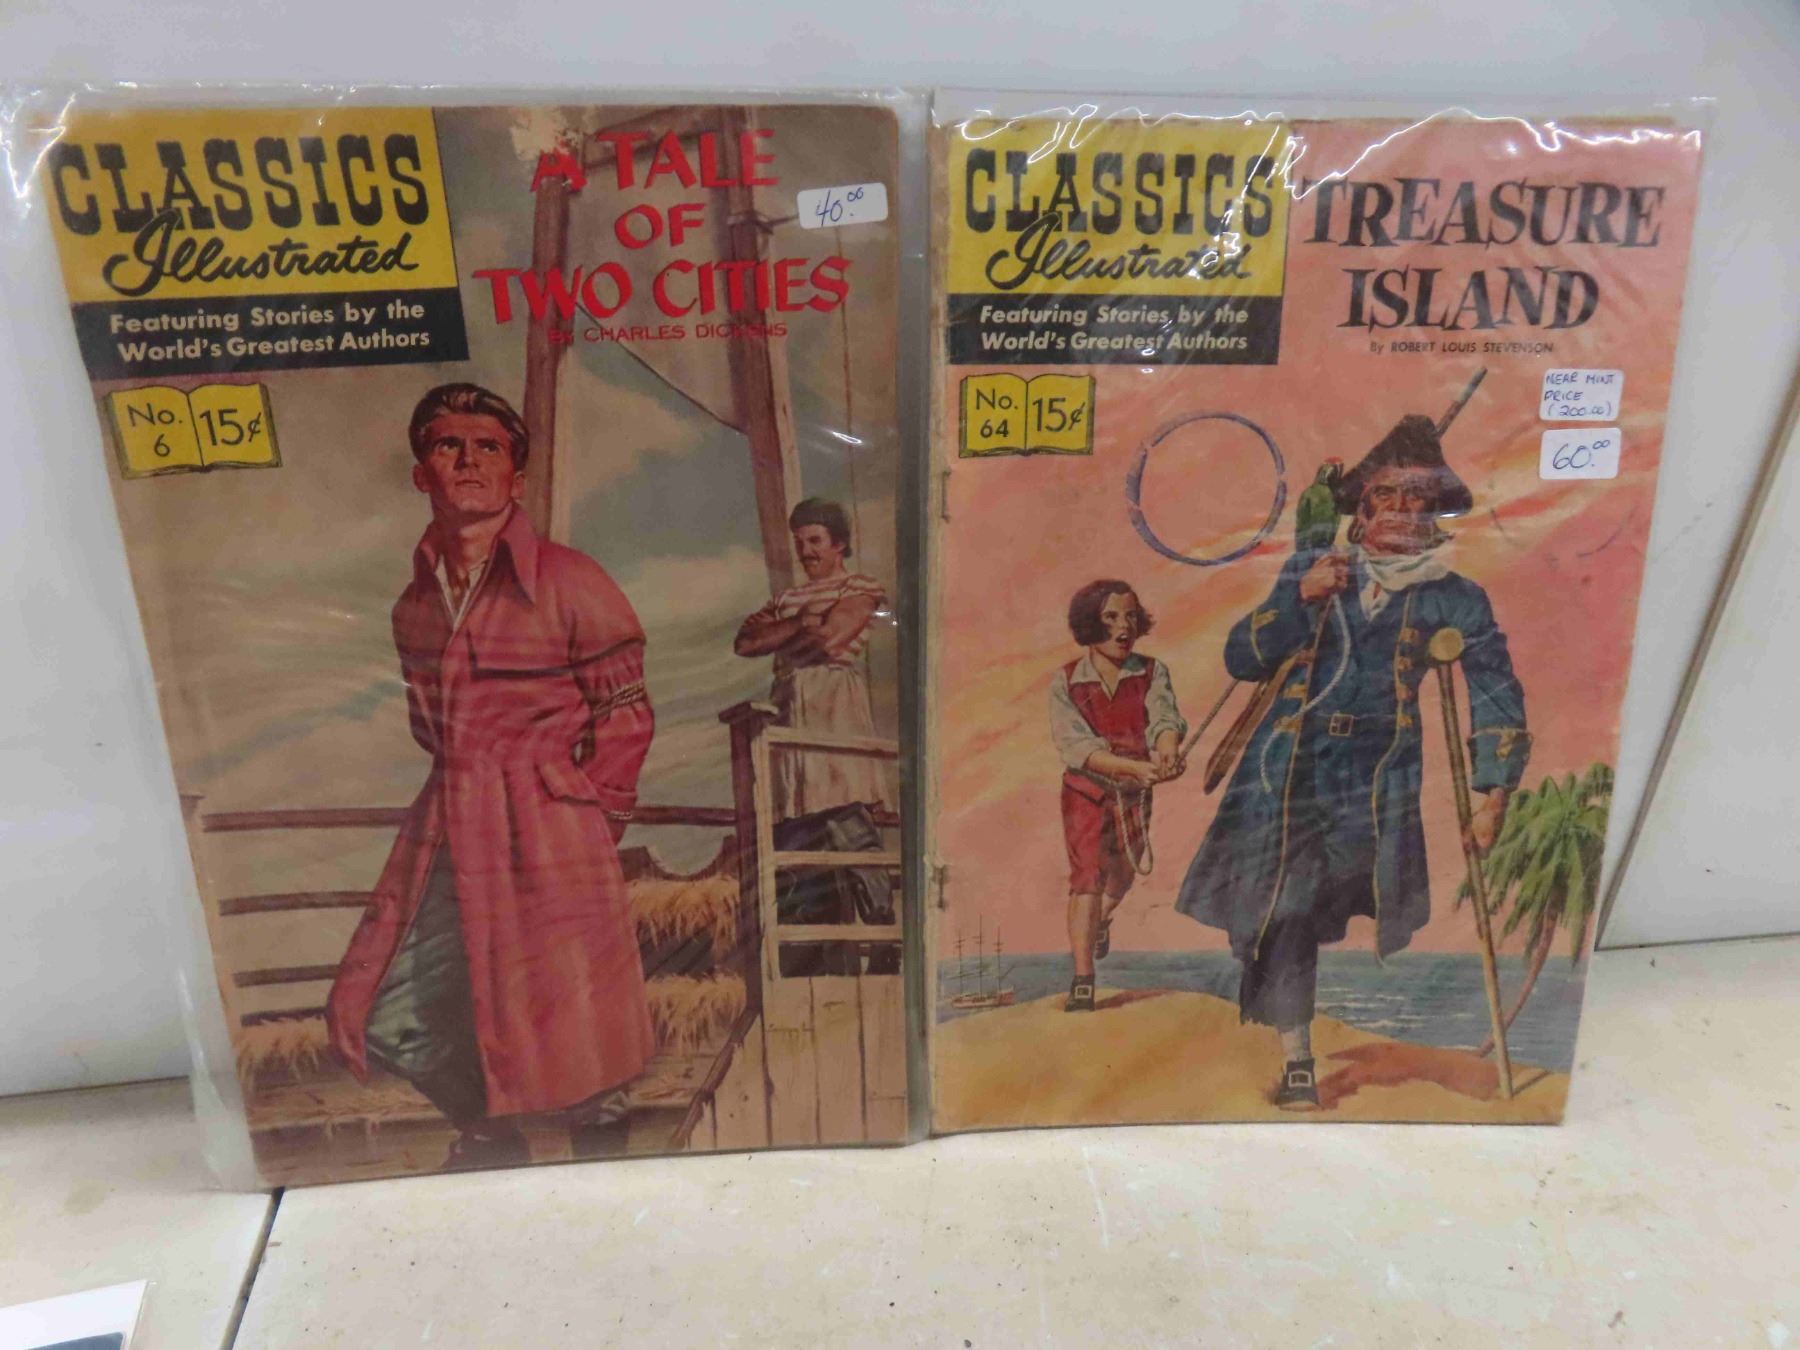 CLASSICS
Illustrated
Featuring Stories by the
World's Greatest Authors
No.
6
15¢
A TALE
OF
TWO CITIES
By CHARLES DICKENS
40.00
CLASSICS
Illustrated
Featuring Stories by the
World's Greatest Authors
No.
64
15¢
TREASURE
ISLAND
By ROBERT LOUIS STEVENSON
NEAR MINT
PRICE
(200.00)
60.00